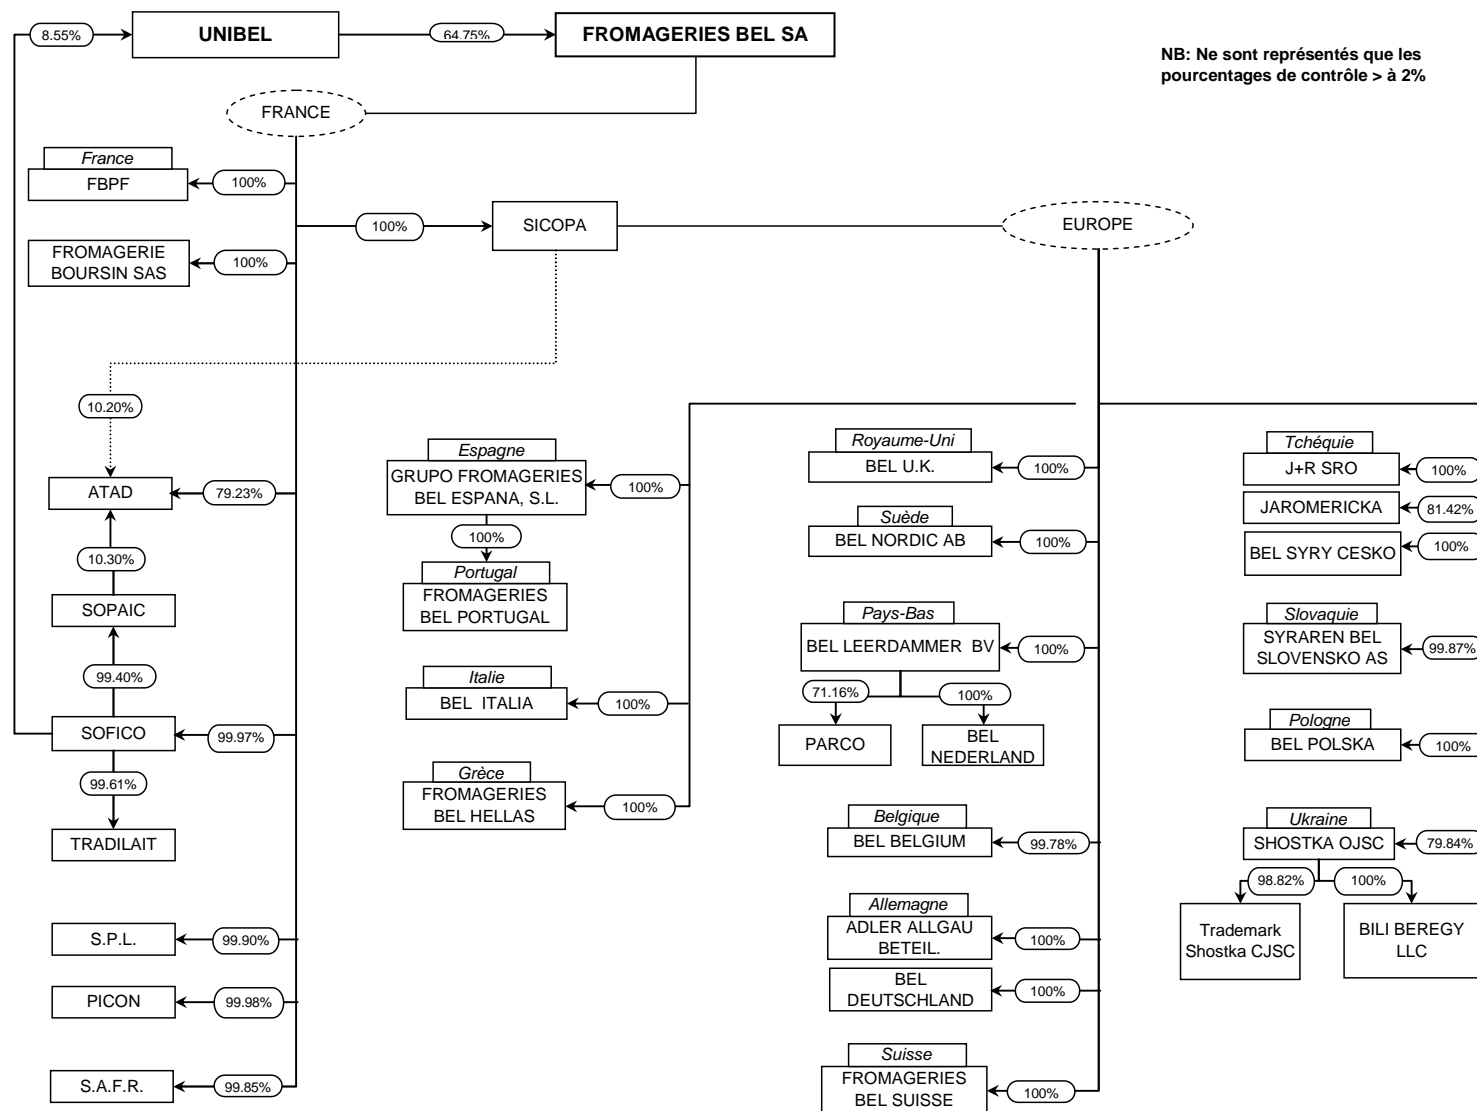 8.55%
UNIBEL
64.75%
FROMAGERIES BEL SA
NB: Ne sont représentés que les
pourcentages de contrôle > à 2%
FRANCE
France
FBPF
100%
100%
SICOPA
EUROPE
FROMAGERIE
BOURSIN SAS
100%
10.20%
ATAD
79.23%
10.30%
SOPAIC
99.40%
SOFICO
99.97%
99.61%
TRADILAIT
S.P.L.
99.90%
PICON
99.98%
S.A.F.R.
99.85%
Espagne
GRUPO FROMAGERIES
BEL ESPANA, S.L.
100%
100%
Portugal
FROMAGERIES
BEL PORTUGAL
Italie
BEL ITALIA
100%
Grèce
FROMAGERIES
BEL HELLAS
100%
Royaume-Uni
BEL U.K.
100%
Suède
BEL NORDIC AB
100%
Pays-Bas
BEL LEERDAMMER BV
100%
71.16%
100%
PARCO
BEL
NEDERLAND
Belgique
BEL BELGIUM
99.78%
Allemagne
ADLER ALLGAU
BETEIL.
100%
BEL
DEUTSCHLAND
100%
Suisse
FROMAGERIES
BEL SUISSE
100%
Tchéquie
J+R SRO
100%
JAROMERICKA
81.42%
BEL SYRY CESKO
100%
Slovaquie
SYRAREN BEL
SLOVENSKO AS
99.87%
Pologne
BEL POLSKA
100%
Ukraine
SHOSTKA OJSC
79.84%
98.82%
100%
Trademark
Shostka CJSC
BILI BEREGY
LLC